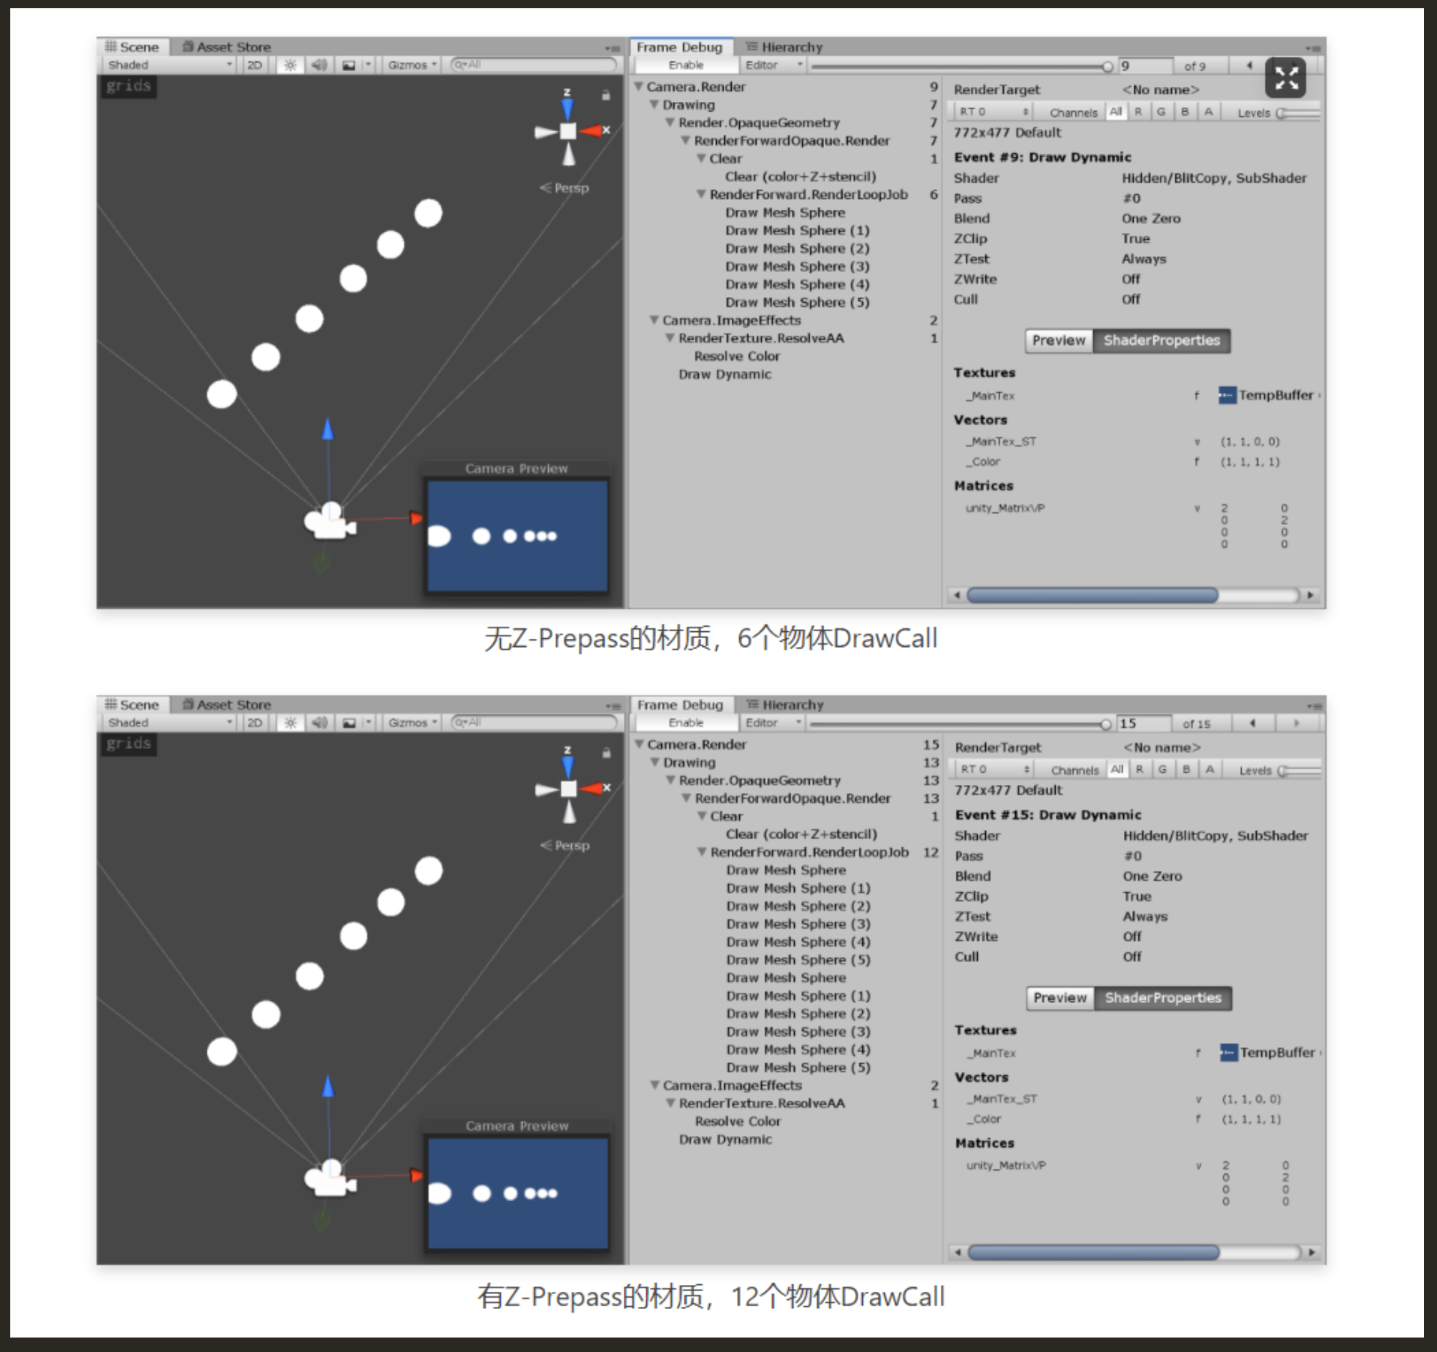 Scene Asset Store
Shaded 2D Gizmos All
grids
z
x
Persp
Camera Preview
Frame Debug Hierarchy
Enable Editor 9 of 9
Camera.Render 9
Drawing 7
Render.OpaqueGeometry 7
RenderForwardOpaque.Render 7
Clear 1
Clear (color+Z+stencil)
RenderForward.RenderLoopJob 6
Draw Mesh Sphere
Draw Mesh Sphere (1)
Draw Mesh Sphere (2)
Draw Mesh Sphere (3)
Draw Mesh Sphere (4)
Draw Mesh Sphere (5)
Camera.ImageEffects 2
RenderTexture.ResolveAA 1
Resolve Color
Draw Dynamic
RenderTarget <No name>
RT 0 Channels All R G B A Levels
772x477 Default
Event #9: Draw Dynamic
Shader Hidden/BlitCopy, SubShader
Pass #0
Blend One Zero
ZClip True
ZTest Always
ZWrite Off
Cull Off
Preview ShaderProperties
Textures
_MainTex f TempBuffer
Vectors
_MainTex_ST v (1, 1, 0, 0)
_Color f (1, 1, 1, 1)
Matrices
unity_MatrixVP v 2 0
0 2
0 0
0 0
无Z-Prepass的材质，6个物体DrawCall
Scene Asset Store
Shaded 2D Gizmos All
grids
z
x
Persp
Camera Preview
Frame Debug Hierarchy
Enable Editor 15 of 15
Camera.Render 15
Drawing 13
Render.OpaqueGeometry 13
RenderForwardOpaque.Render 13
Clear 1
Clear (color+Z+stencil)
RenderForward.RenderLoopJob 12
Draw Mesh Sphere
Draw Mesh Sphere (1)
Draw Mesh Sphere (2)
Draw Mesh Sphere (3)
Draw Mesh Sphere (4)
Draw Mesh Sphere (5)
Draw Mesh Sphere
Draw Mesh Sphere (1)
Draw Mesh Sphere (2)
Draw Mesh Sphere (3)
Draw Mesh Sphere (4)
Draw Mesh Sphere (5)
Camera.ImageEffects 2
RenderTexture.ResolveAA 1
Resolve Color
Draw Dynamic
RenderTarget <No name>
RT 0 Channels All R G B A Levels
772x477 Default
Event #15: Draw Dynamic
Shader Hidden/BlitCopy, SubShader
Pass #0
Blend One Zero
ZClip True
ZTest Always
ZWrite Off
Cull Off
Preview ShaderProperties
Textures
_MainTex f TempBuffer
Vectors
_MainTex_ST v (1, 1, 0, 0)
_Color f (1, 1, 1, 1)
Matrices
unity_MatrixVP v 2 0
0 2
0 0
0 0
有Z-Prepass的材质，12个物体DrawCall